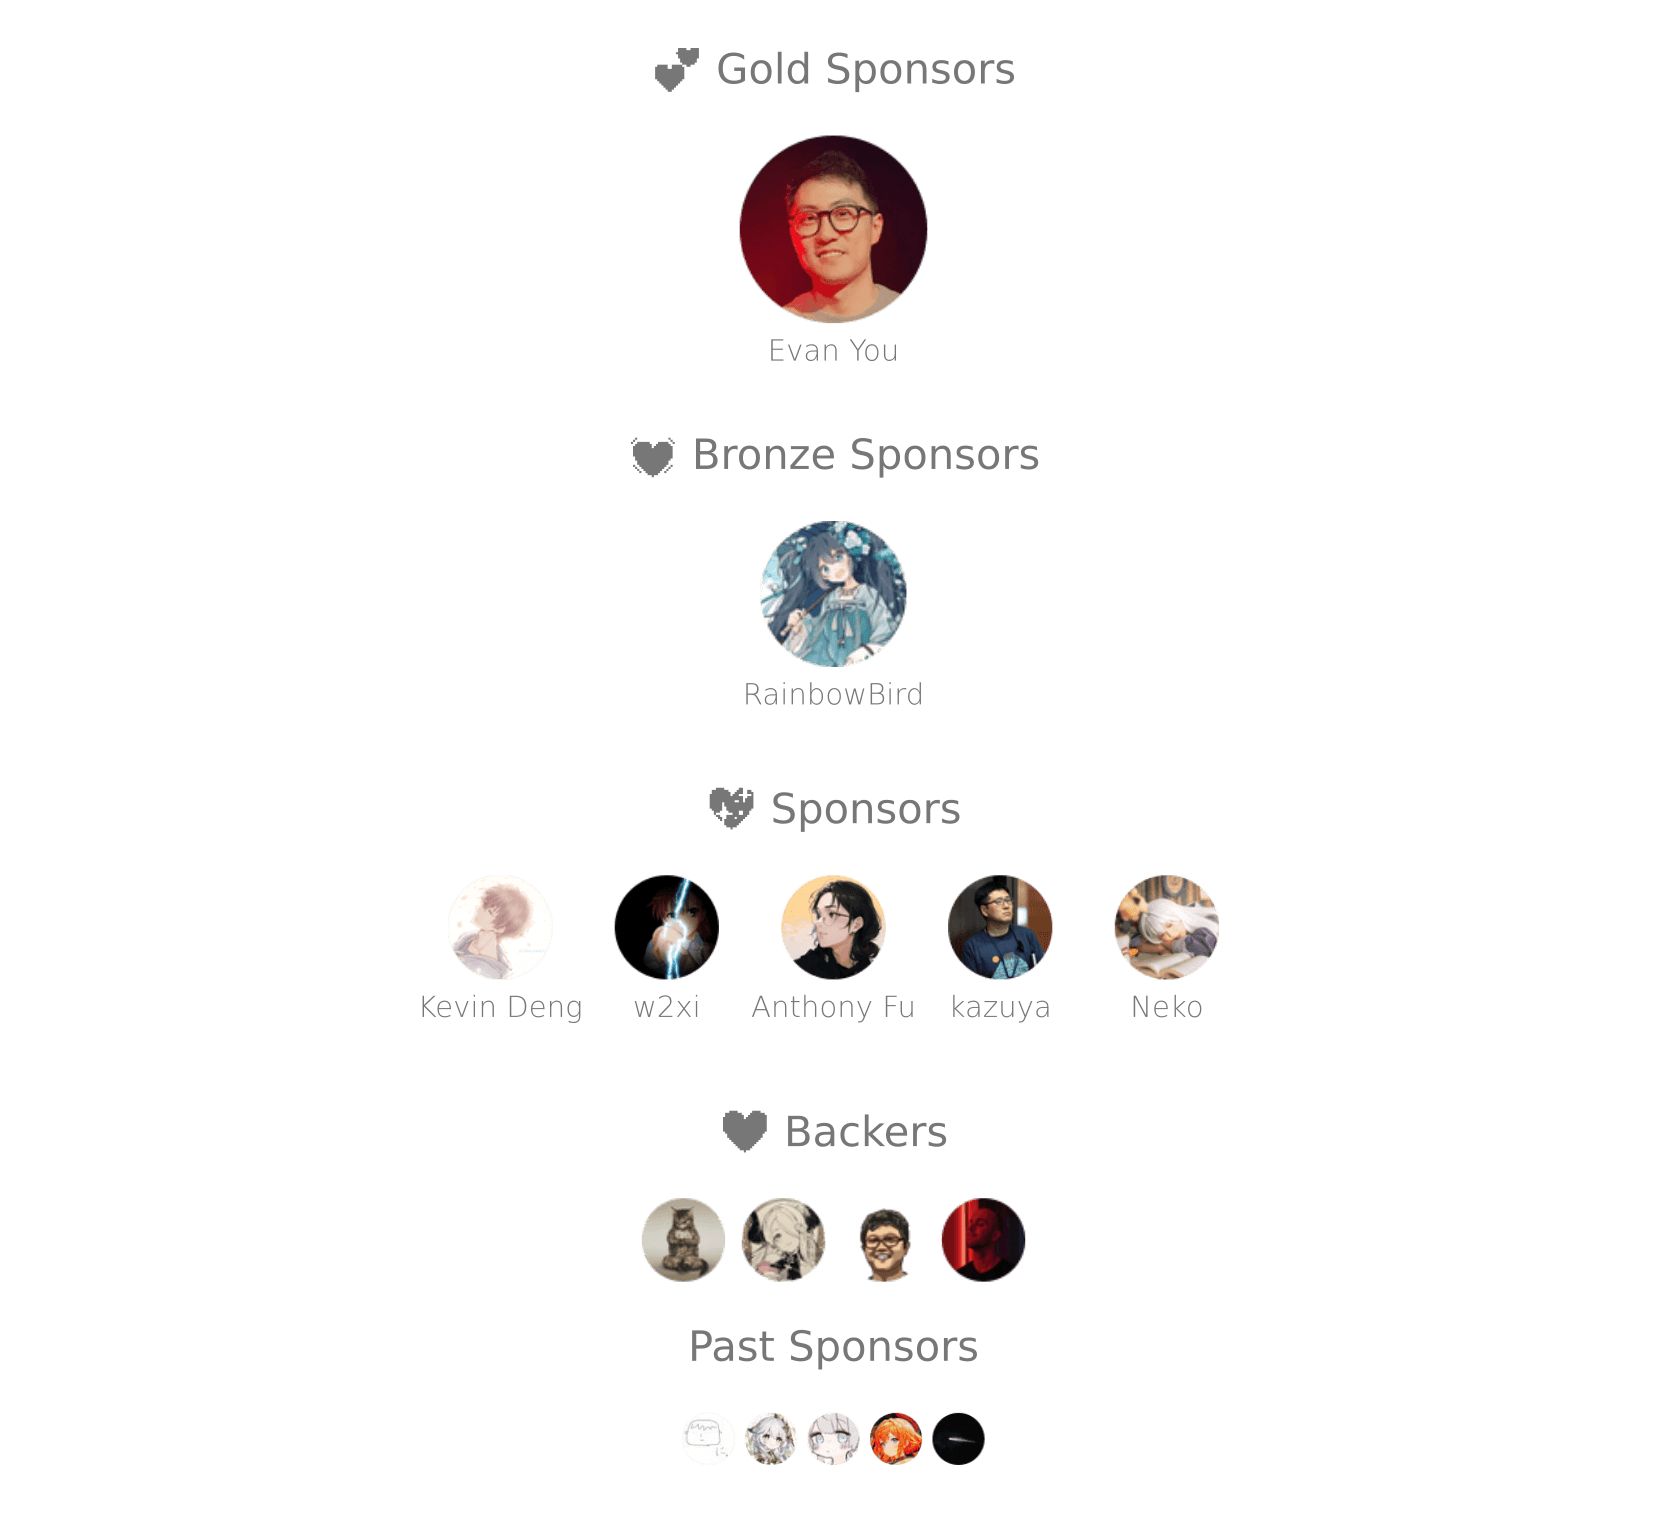 Gold Sponsors
Evan You
Bronze Sponsors
RainbowBird
Sponsors
Kevin Deng
w2xi
Anthony Fu
kazuya
Neko
Backers
Past Sponsors